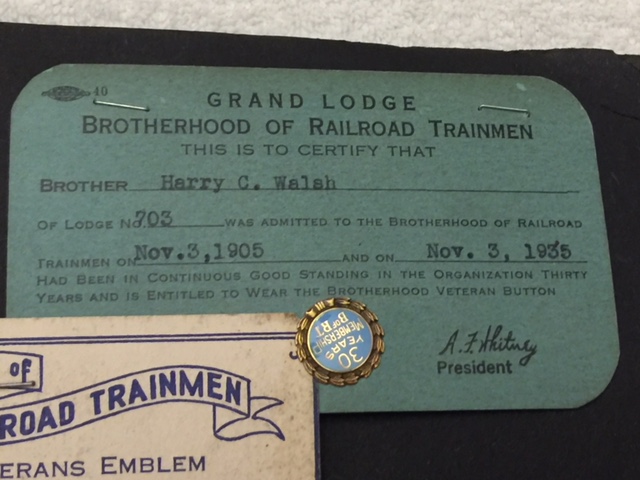 40
GRAND LODGE
BROTHERHOOD OF RAILROAD TRAINMEN
THIS IS TO CERTIFY THAT
BROTHER Harry C. Walsh
OF LODGE NO. 703 WAS ADMITTED TO THE BROTHERHOOD OF RAILROAD
TRAINMEN ON Nov.3,1905 AND ON Nov. 3, 1935
HAD BEEN IN CONTINUOUS GOOD STANDING IN THE ORGANIZATION THIRTY
YEARS AND IS ENTITLED TO WEAR THE BROTHERHOOD VETERAN BUTTON
A. F. Whitney
President
30
YEARS
MEMBERSHIP
B OF RT
OF
ROAD TRAINMEN
ERANS EMBLEM